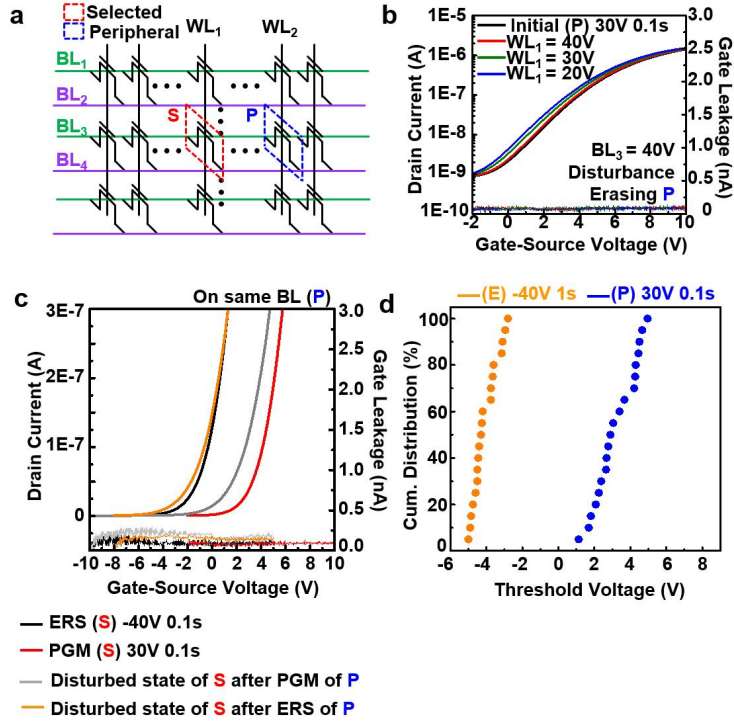 a
Selected
Peripheral
WL1
WL2
BL1
BL2
BL3
BL4
S
P
b
Initial (P) 30V 0.1s
WL1 = 40V
WL1 = 30V
WL1 = 20V
BL3 = 40V
Disturbance
Erasing P
1E-5
1E-6
1E-7
1E-8
1E-9
1E-10
Drain Current (A)
3.0
2.5
2.0
1.5
1.0
0.5
0
Gate Leakage (nA)
-2 0 2 4 6 8 10
Gate-Source Voltage (V)
c
On same BL (P)
3E-7
2E-7
1E-7
0
Drain Current (A)
3.0
2.5
2.0
1.5
1.0
0.5
0.0
Gate Leakage (nA)
-10 -8 -6 -4 -2 0 2 4 6 8 10
Gate-Source Voltage (V)
ERS (S) -40V 0.1s
PGM (S) 30V 0.1s
Disturbed state of S after PGM of P
Disturbed state of S after ERS of P
d
(E) -40V 1s
(P) 30V 0.1s
100
80
60
40
20
0
Cum. Distribution (%)
-6 -4 -2 0 2 4 6 8
Threshold Voltage (V)